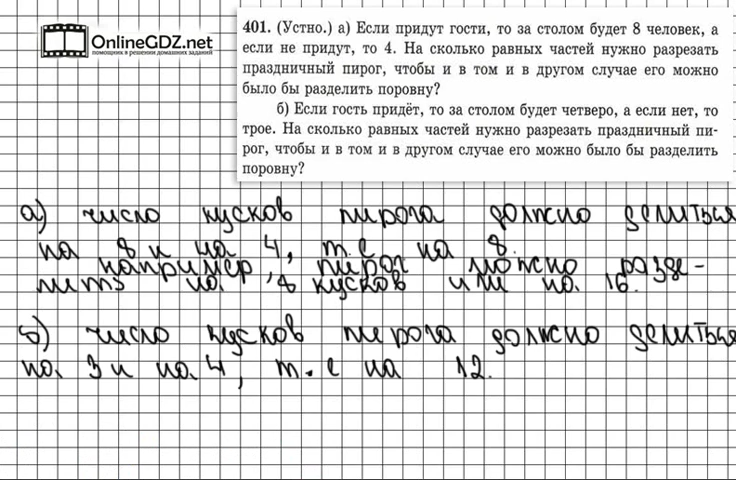 OnlineGDZ.net
помощник в решении домашних заданий
401. (Устно.) а) Если придут гости, то за столом будет 8 человек, а
если не придут, то 4. На сколько равных частей нужно разрезать
праздничный пирог, чтобы и в том и в другом случае его можно
было бы разделить поровну?
б) Если гость придёт, то за столом будет четверо, а если нет, то
трое. На сколько равных частей нужно разрезать праздничный пи-
рог, чтобы и в том и в другом случае его можно было бы разделить
поровну?
а) число кусков пирога должно делиться
на 8 и на 4, т.е на 8.
например, пирог можно разде-
лить на 8 кусков или на 16.
б) число кусков пирога должно делиться
на 3 и на 4, т.е на 12.